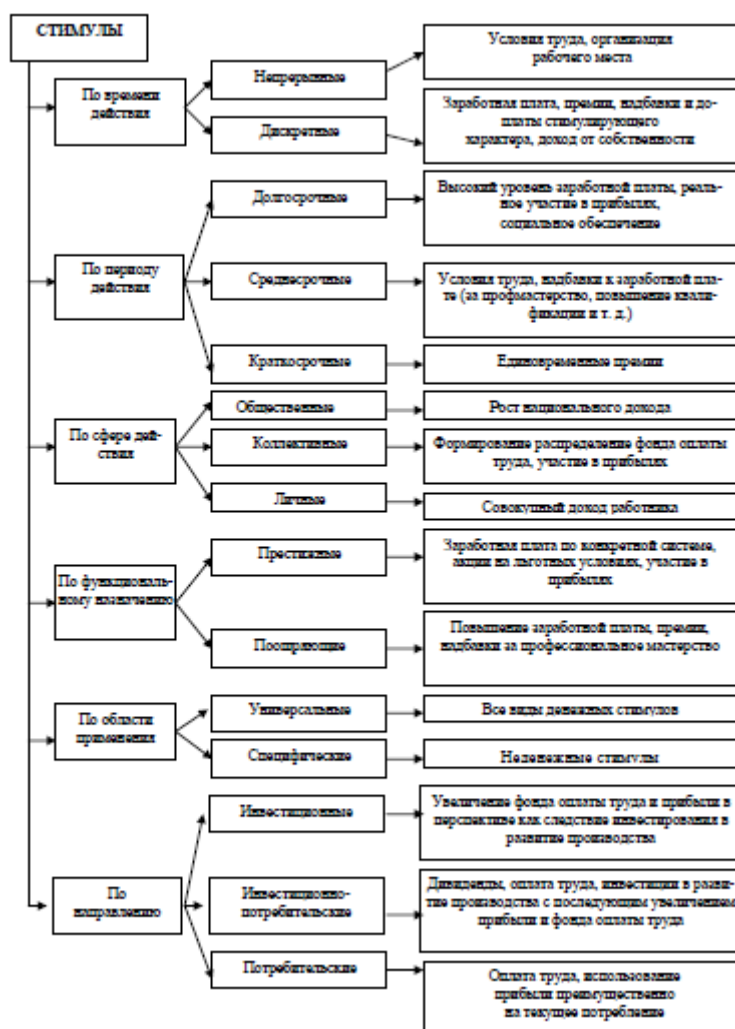 СТИМУЛЫ
По времени
действия
Непрерывные
Условия труда, организация
рабочего места
Дискретные
Заработная плата, премии, надбавки и до-
платы стимулирующего
характера, доход от собственности
По периоду
действия
Долгосрочные
Высокий уровень заработной платы, реаль-
ное участие в прибылях,
социальное обеспечение
Среднесрочные
Условия труда, надбавки к заработной пла-
те (за профмастерство, повышение квали-
фикации и т. д.)
Краткосрочные
Единовременные премии
По сфере дей-
ствия
Общественные
Рост национального дохода
Коллективные
Формирование распределение фонда оплаты
труда, участие в прибылях
Личные
Совокупный доход работника
По функциональ-
ному назначению
Престижные
Заработная плата по конкретной системе,
акции на льготных условиях, участие в
прибылях
Поощряющие
Повышение заработной платы, премии,
надбавки за профессиональное мастерство
По области
применения
Универсальные
Все виды денежных стимулов
Специфические
Неденежные стимулы
По
направлению
Инвестиционные
Увеличение фонда оплаты труда и прибыли в
перспективе как следствие инвестирования в
развитие производства
Инвестиционно-
потребительские
Дивиденды, оплата труда, инвестиции в разви-
тие производства с последующим увеличением
прибыли и фонда оплаты труда
Потребительские
Оплата труда, использование
прибыли преимущественно
на текущее потребление